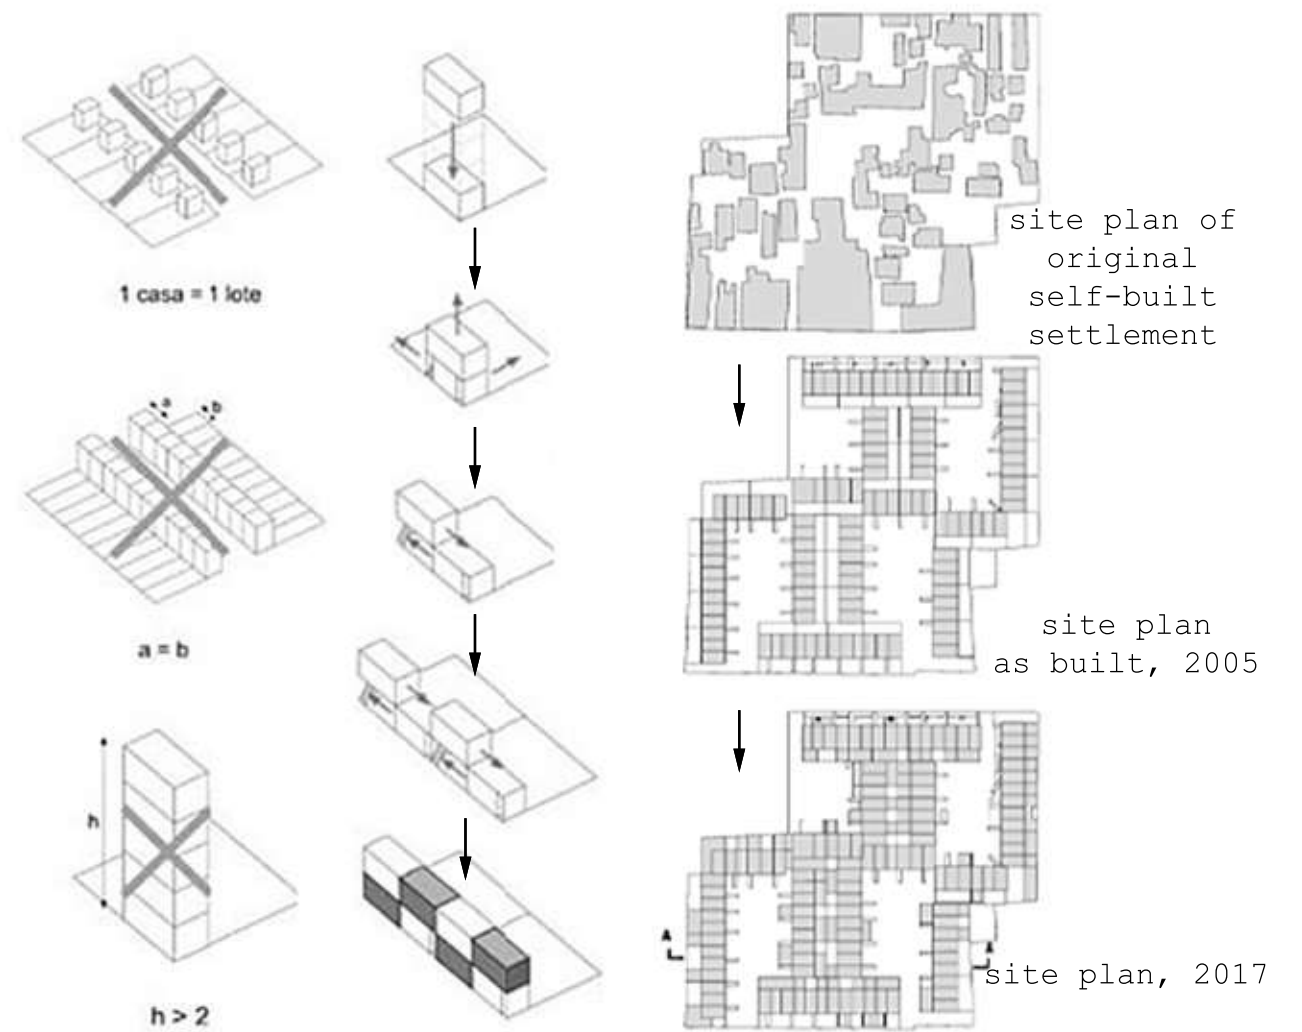 1 casa = 1 lote
a
b
a = b
h
h > 2
site plan of
original
self-built
settlement
site plan
as built, 2005
A
A
site plan, 2017